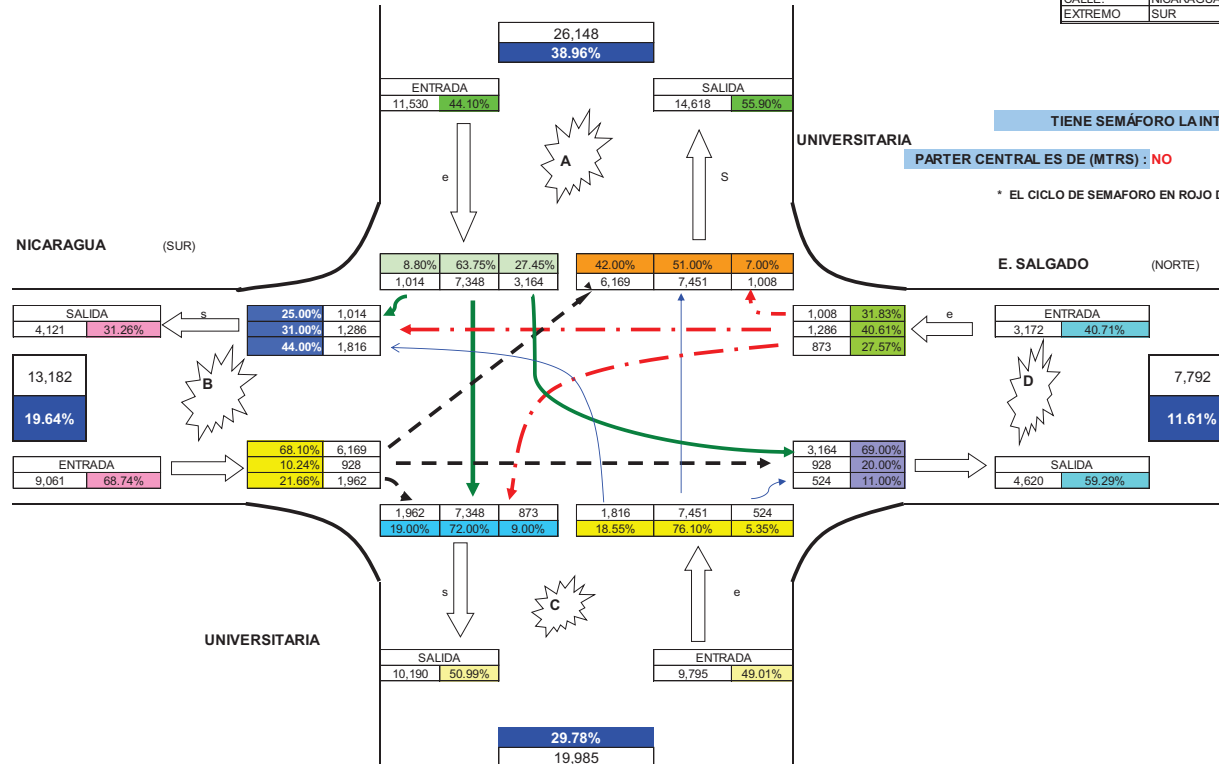 CALLE: NICARAGUA
EXTREMO SUR
26,148
38.96%
ENTRADA
11,530 44.10%
SALIDA
14,618 55.90%
TIENE SEMÁFORO LA INT
UNIVERSITARIA
A
PARTER CENTRAL ES DE (MTRS) : NO
e
S
* EL CICLO DE SEMAFORO EN ROJO D
NICARAGUA (SUR)
E. SALGADO (NORTE)
8.80% 63.75% 27.45%
1,014 7,348 3,164
42.00% 51.00% 7.00%
6,169 7,451 1,008
SALIDA
4,121 31.26%
s
25.00% 1,014
31.00% 1,286
44.00% 1,816
1,008 31.83%
1,286 40.61%
873 27.57%
e
ENTRADA
3,172 40.71%
13,182
19.64%
B
D
7,792
11.61%
ENTRADA
9,061 68.74%
68.10% 6,169
10.24% 928
21.66% 1,962
3,164 69.00%
928 20.00%
524 11.00%
SALIDA
4,620 59.29%
1,962 7,348 873
19.00% 72.00% 9.00%
1,816 7,451 524
18.55% 76.10% 5.35%
s
C
e
UNIVERSITARIA
SALIDA
10,190 50.99%
ENTRADA
9,795 49.01%
29.78%
19,985